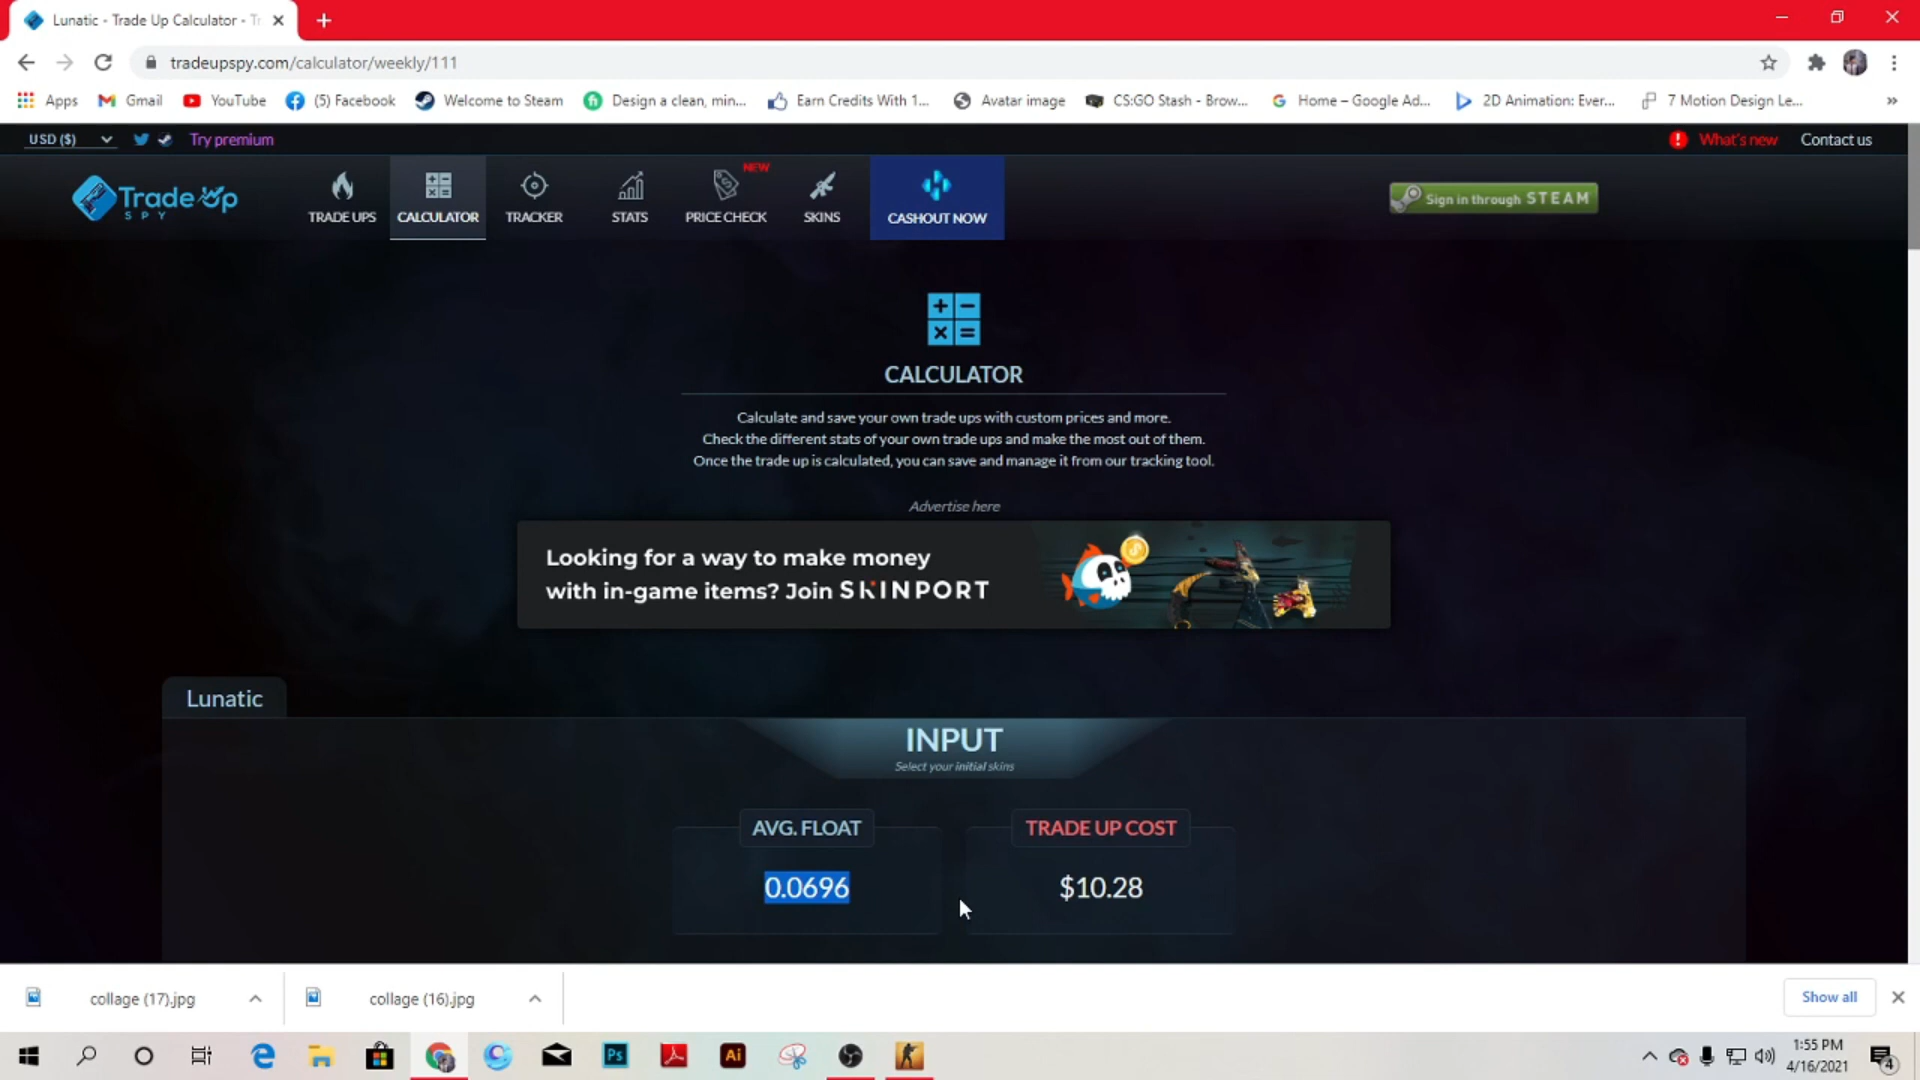 Lunatic - Trade Up Calculator - Tr
tradeupspy.com/calculator/weekly/111
Apps
Gmail
YouTube
(5) Facebook
Welcome to Steam
Design a clean, min...
Earn Credits With 1...
Avatar image
CS:GO Stash - Brow...
Home – Google Ad...
2D Animation: Ever...
7 Motion Design Le...
USD ($)
Try premium
What's new
Contact us
Trade Up
SPY
TRADE UPS
CALCULATOR
TRACKER
STATS
NEW
PRICE CHECK
SKINS
CASHOUT NOW
Sign in through STEAM
CALCULATOR
Calculate and save your own trade ups with custom prices and more.
Check the different stats of your own trade ups and make the most out of them.
Once the trade up is calculated, you can save and manage it from our tracking tool.
Advertise here
Looking for a way to make money
with in-game items? Join SKINPORT
Lunatic
INPUT
Select your initial skins
AVG. FLOAT
TRADE UP COST
0.0696
$10.28
collage (17).jpg
collage (16).jpg
Show all
Ps
Ai
1:55 PM
4/16/2021
4